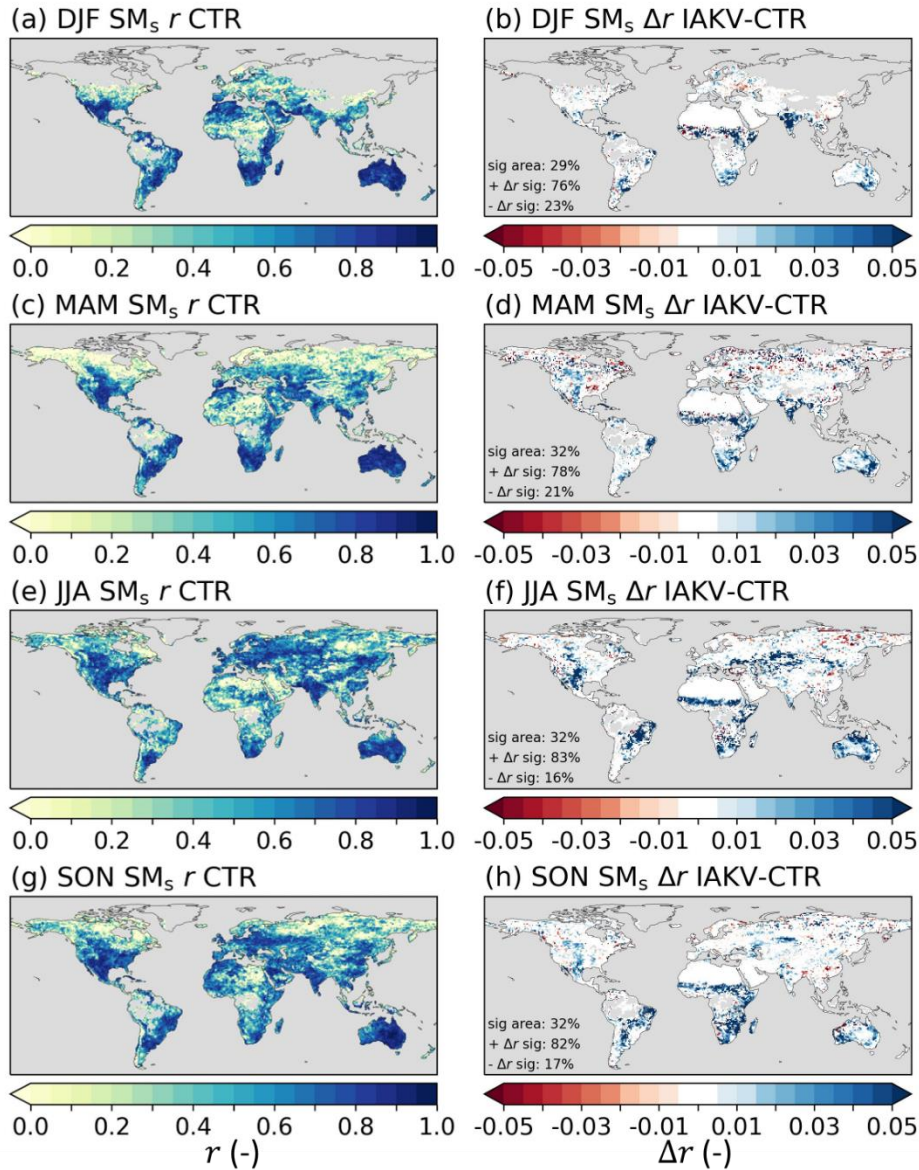 (a) DJF SMₛ r CTR
(b) DJF SMₛ Δr IAKV-CTR
sig area: 29%
+ Δr sig: 76%
- Δr sig: 23%
0.0 0.2 0.4 0.6 0.8 1.0
-0.05 -0.03 -0.01 0.01 0.03 0.05
(c) MAM SMₛ r CTR
(d) MAM SMₛ Δr IAKV-CTR
sig area: 32%
+ Δr sig: 78%
- Δr sig: 21%
0.0 0.2 0.4 0.6 0.8 1.0
-0.05 -0.03 -0.01 0.01 0.03 0.05
(e) JJA SMₛ r CTR
(f) JJA SMₛ Δr IAKV-CTR
sig area: 32%
+ Δr sig: 83%
- Δr sig: 16%
0.0 0.2 0.4 0.6 0.8 1.0
-0.05 -0.03 -0.01 0.01 0.03 0.05
(g) SON SMₛ r CTR
(h) SON SMₛ Δr IAKV-CTR
sig area: 32%
+ Δr sig: 82%
- Δr sig: 17%
0.0 0.2 0.4 0.6 0.8 1.0
-0.05 -0.03 -0.01 0.01 0.03 0.05
r (-)
Δr (-)